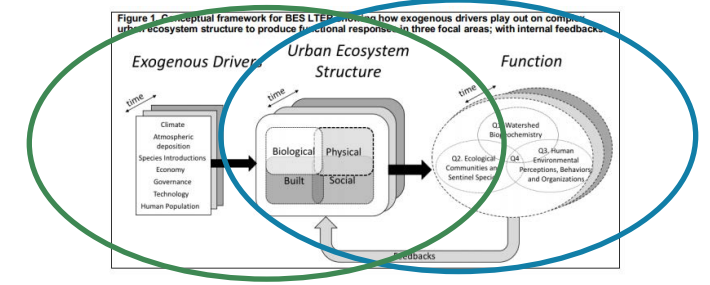 Figure 1. Conceptual framework for BES LTER showing how exogenous drivers play out on complex
urban ecosystem structure to produce functional responses in three focal areas; with internal feedbacks
Exogenous Drivers
Urban Ecosystem
Structure
Function
time
time
time
Climate
Atmospheric
deposition
Species Introductions
Economy
Governance
Technology
Human Population
Biological
Physical
Built
Social
Watershed
Biogeochemistry
Q2. Ecological
Communities and
Sentinel Species
Q4
Q3, Human
Environmental
Perceptions, Behaviors,
and Organizations
Feedbacks